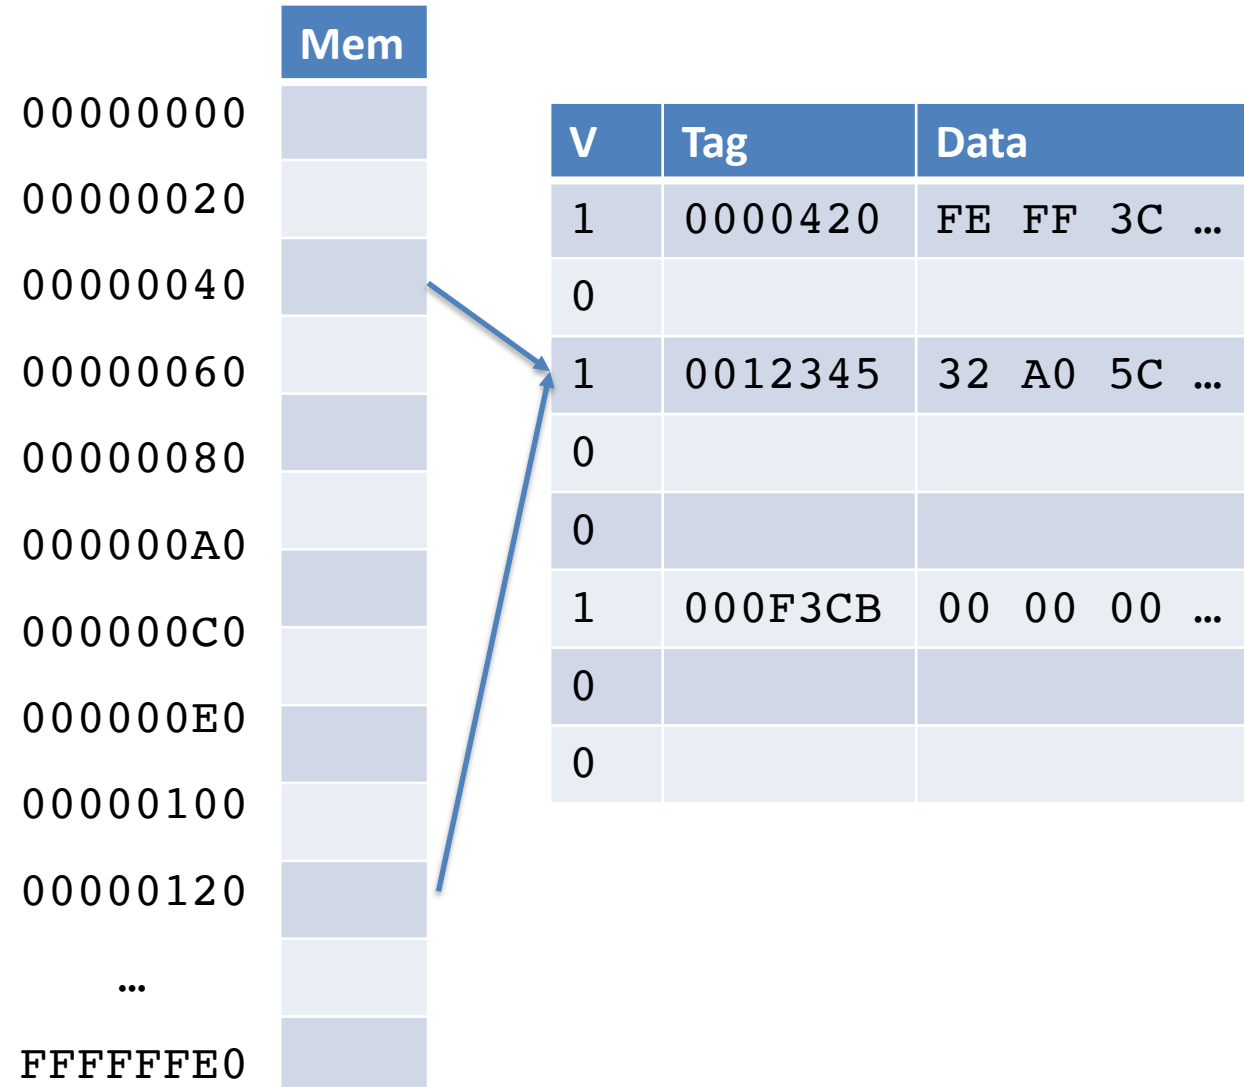 Mem
00000000
00000020
00000040
00000060
00000080
000000A0
000000C0
000000E0
00000100
00000120
…
FFFFFFE0
V Tag Data
1 0000420 FE FF 3C …
0
1 0012345 32 A0 5C …
0
0
1 000F3CB 00 00 00 …
0
0